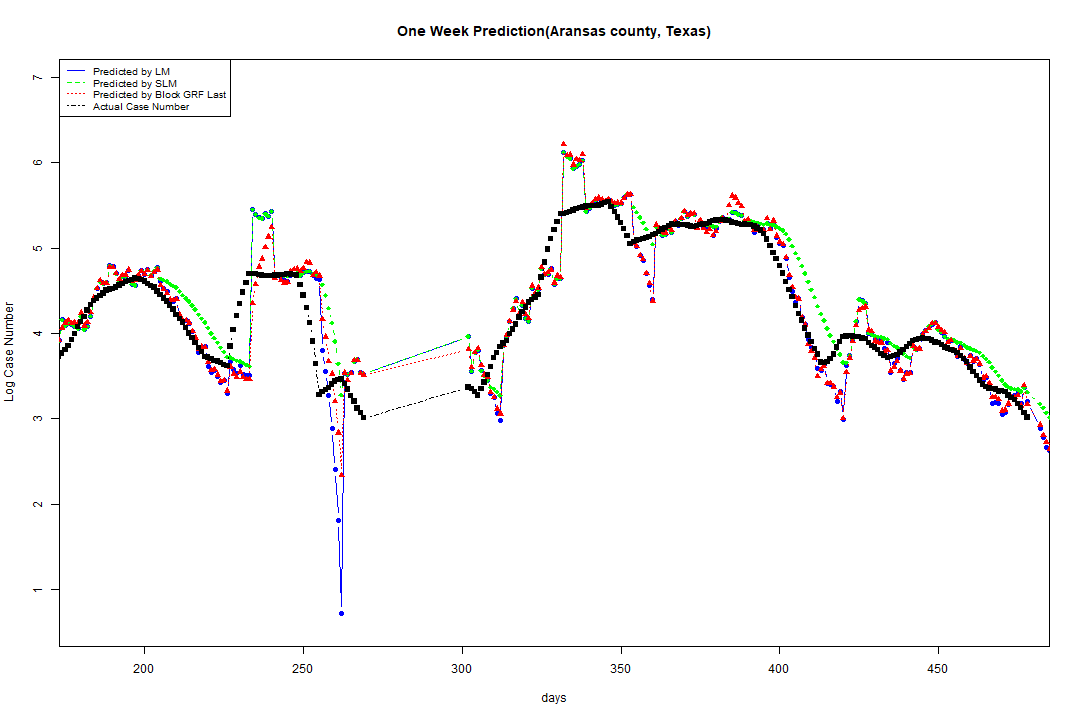 One Week Prediction(Aransas county, Texas)
Predicted by LM
Predicted by SLM
Predicted by Block GRF Last
Actual Case Number
7
6
5
4
3
2
1
Log Case Number
200 250 300 350 400 450
days